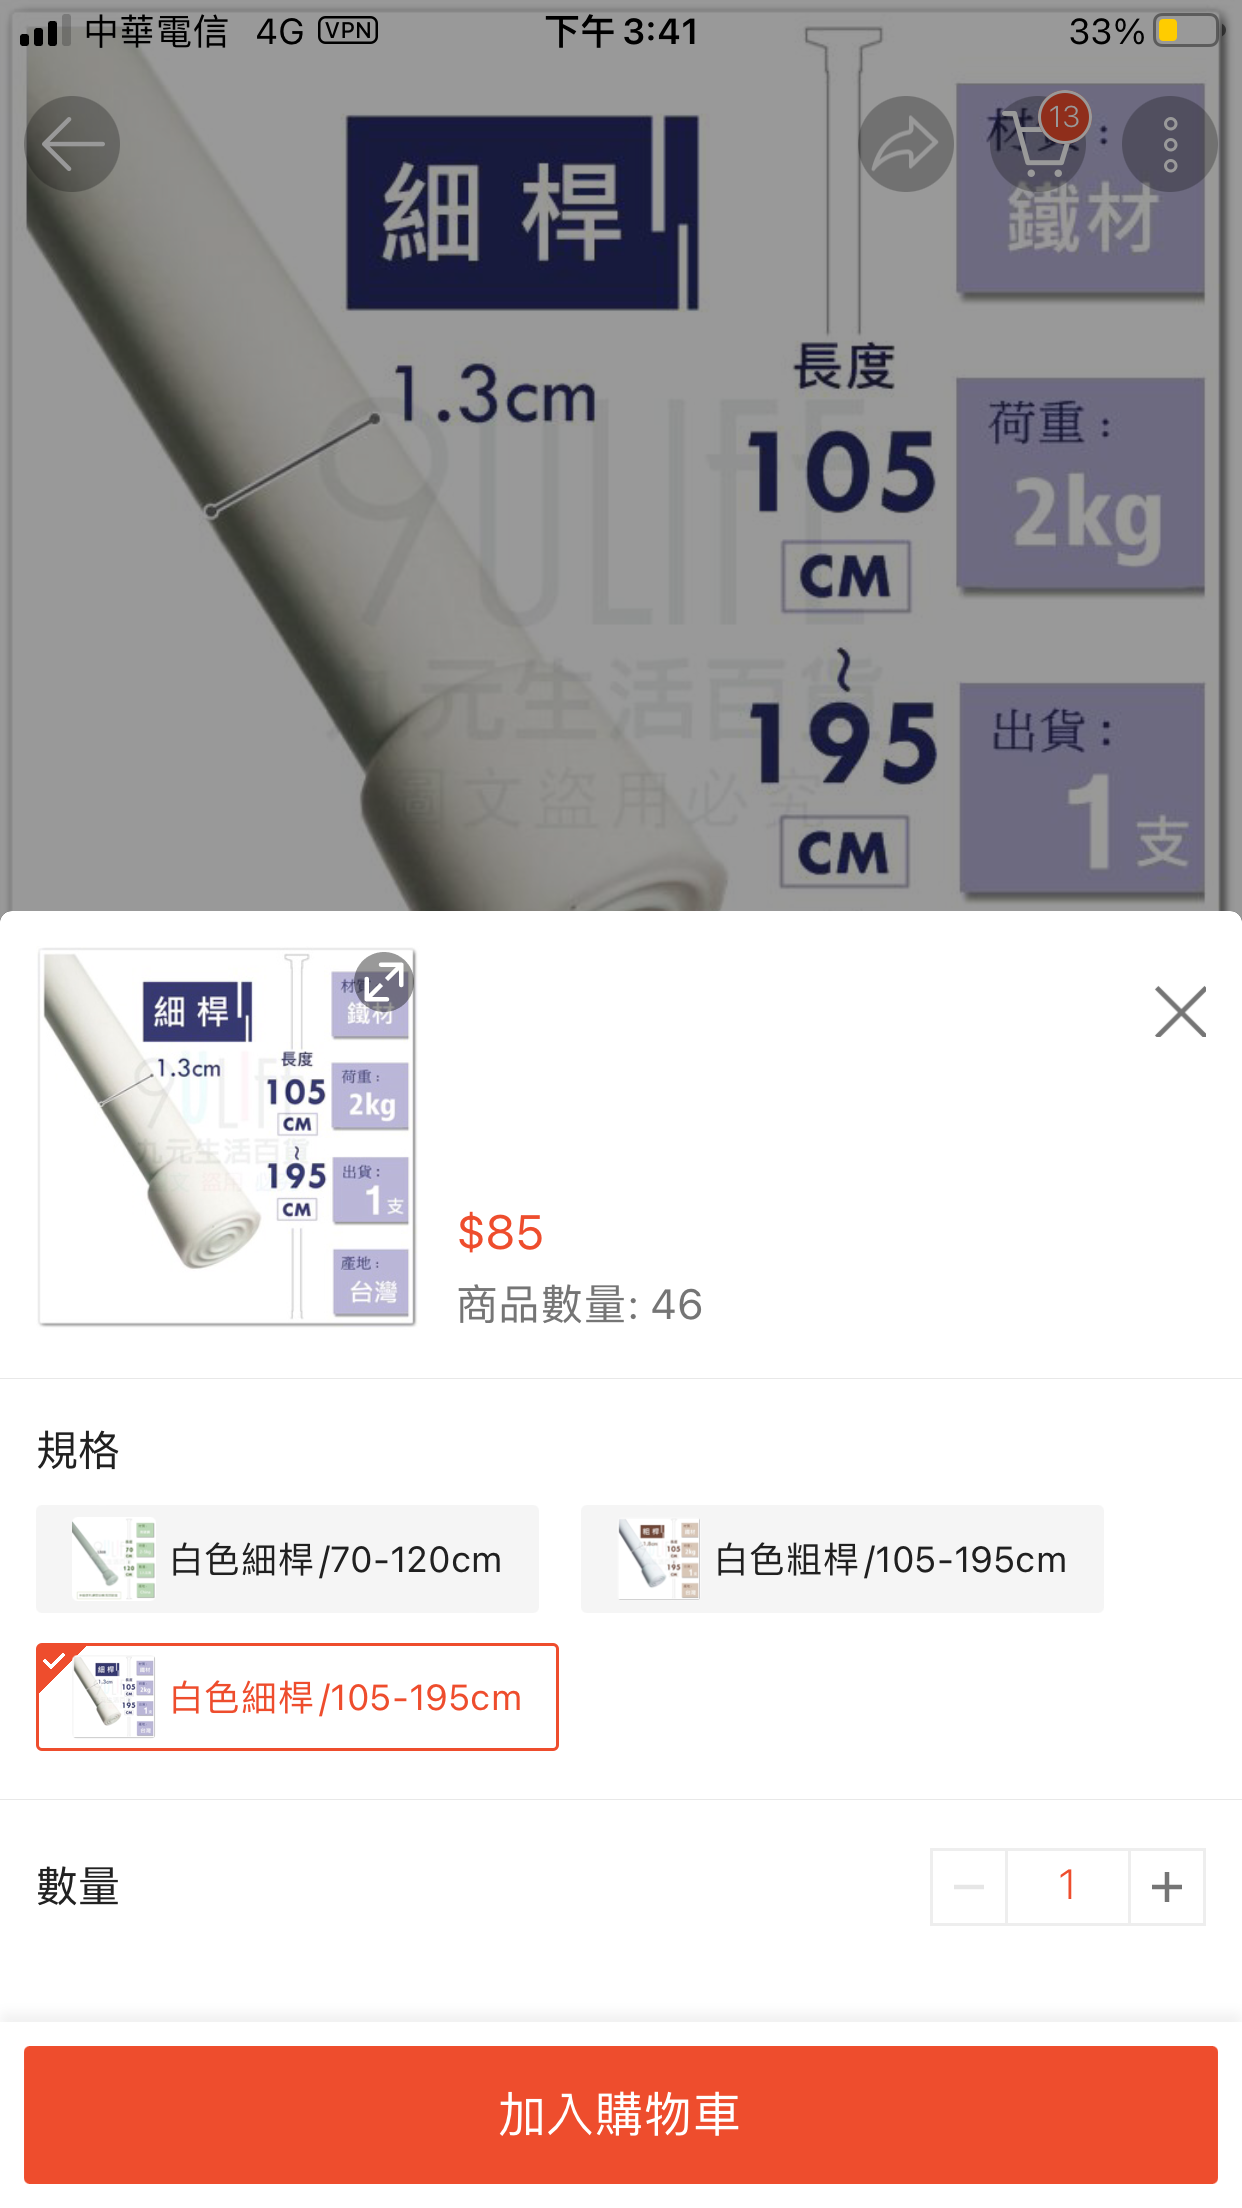 中華電信 4G VPN 下午3:41 33%
13
細桿
材質:
鐵材
1.3cm
長度
105
CM
~
195
CM
荷重:
2kg
出貨:
1支
9ULIFE
九元生活百貨
圖文盜用必究
細桿
1.3cm
長度
105
CM
~
195
CM
鐵材
荷重:
2kg
出貨:
1支
產地:
台灣
$85
商品數量: 46
規格
白色細桿/70-120cm
白色粗桿/105-195cm
白色細桿/105-195cm
數量
1
加入購物車